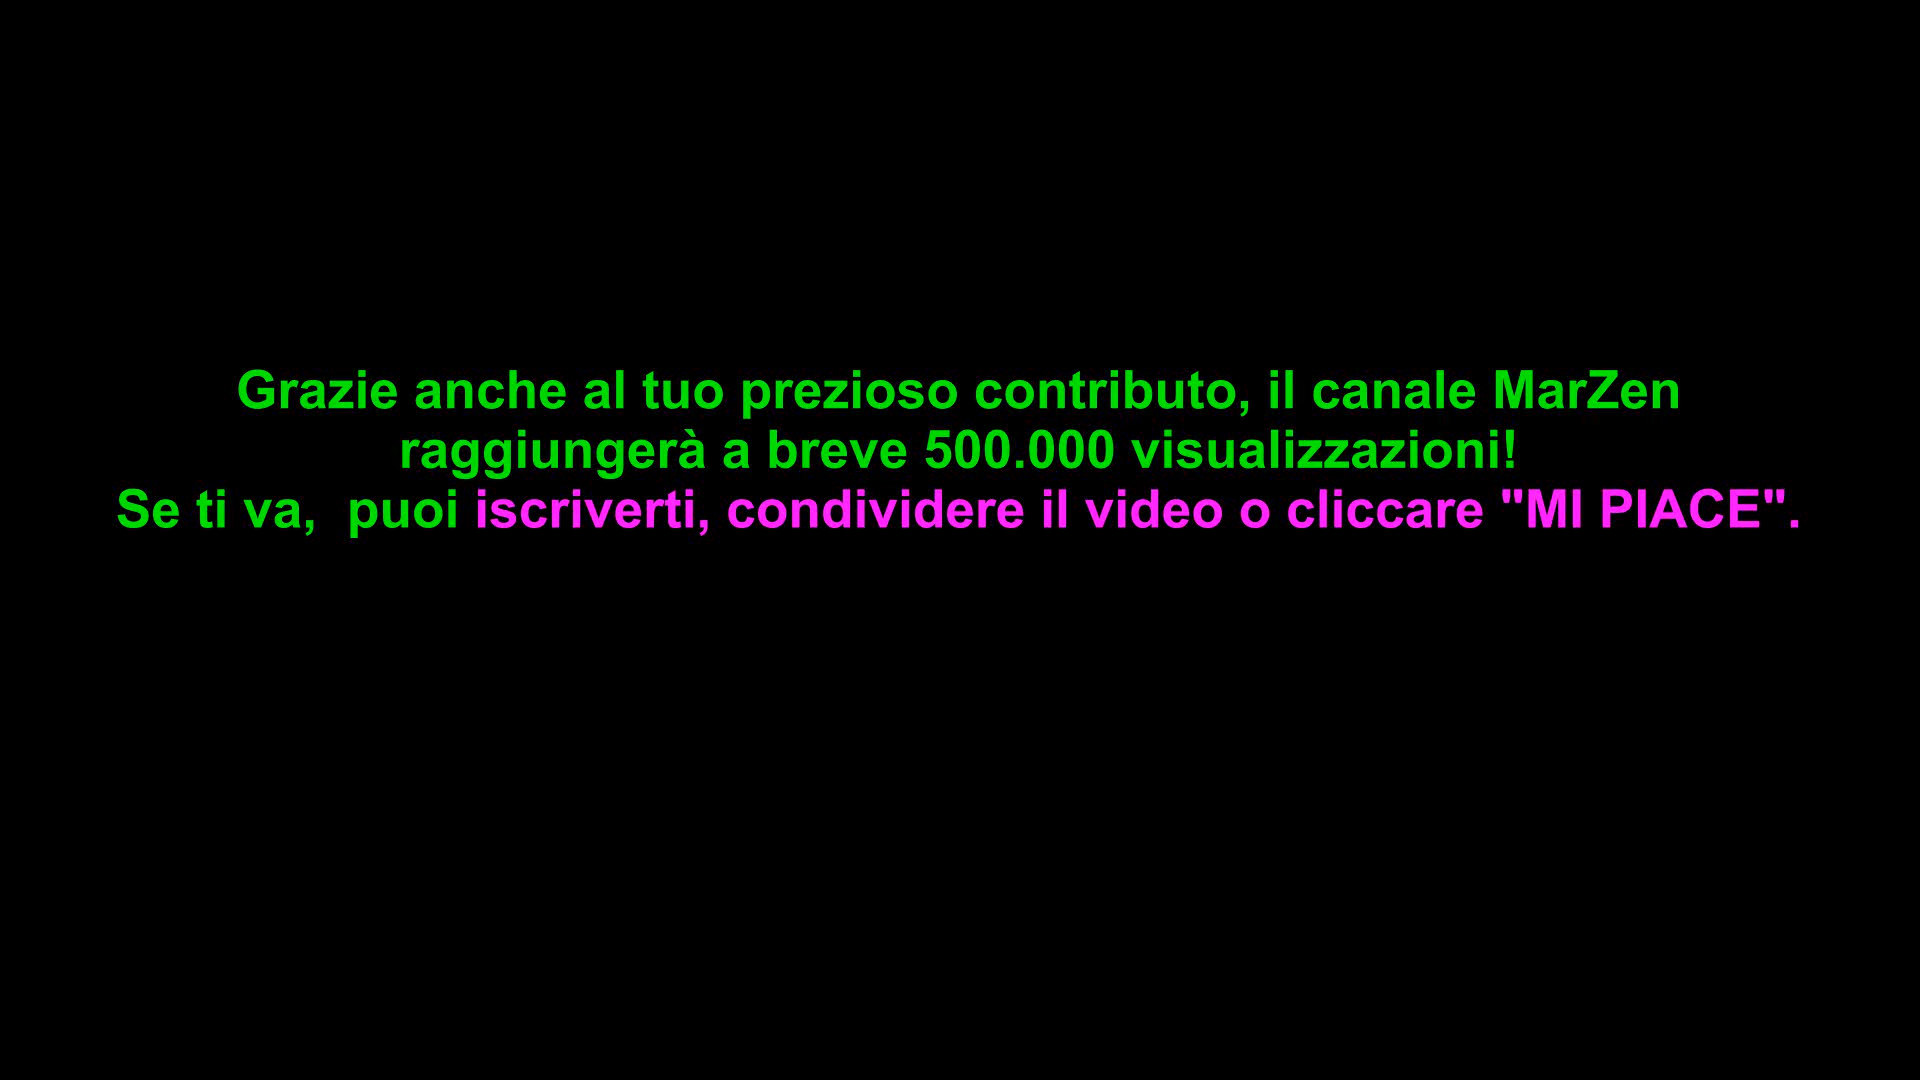 Grazie anche al tuo prezioso contributo, il canale MarZen
raggiungerà a breve 500.000 visualizzazioni!
Se ti va,  puoi iscriverti, condividere il video o cliccare "MI PIACE".